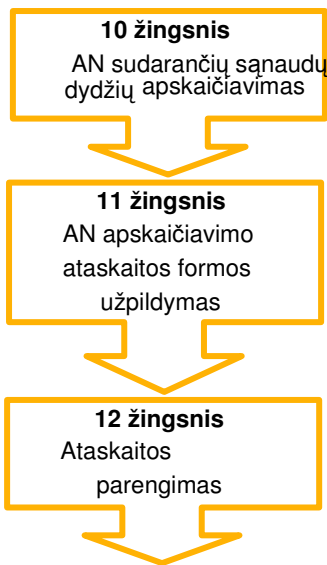 10 žingsnis
AN sudarančių sąnaudų
dydžių apskaičiavimas
11 žingsnis
AN apskaičiavimo
ataskaitos formos
užpildymas
12 žingsnis
Ataskaitos
parengimas